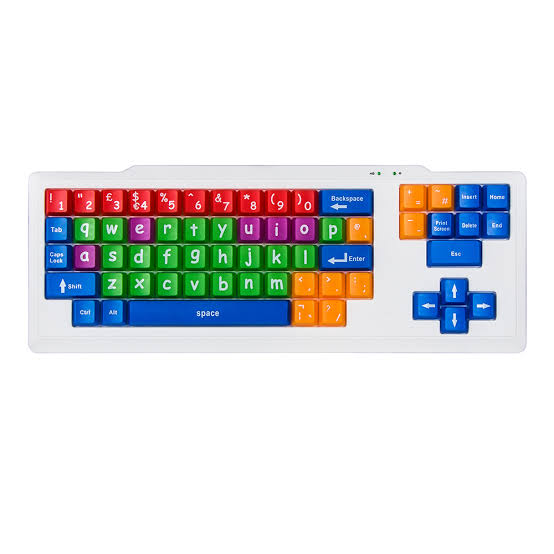 ! 1 " 2 £ 3 $ €4 % 5 ^ 6 & 7 * 8 ( 9 ) 0 Backspace
+ = ~ # Insert Home
Tab q w e r t y u i o p @
Print Screen Delete End
Caps Lock a s d f g h j k l Enter
Esc
Shift z x c v b n m < > :
Ctrl Alt space ? /